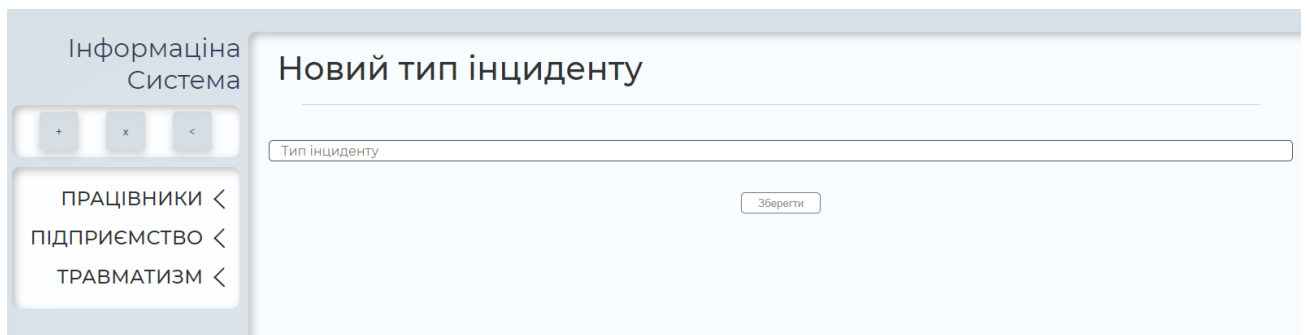 Інформаціна
Система
+ x <
ПРАЦІВНИКИ <
ПІДПРИЄМСТВО <
ТРАВМАТИЗМ <
Новий тип інциденту
Тип інциденту
Зберегти